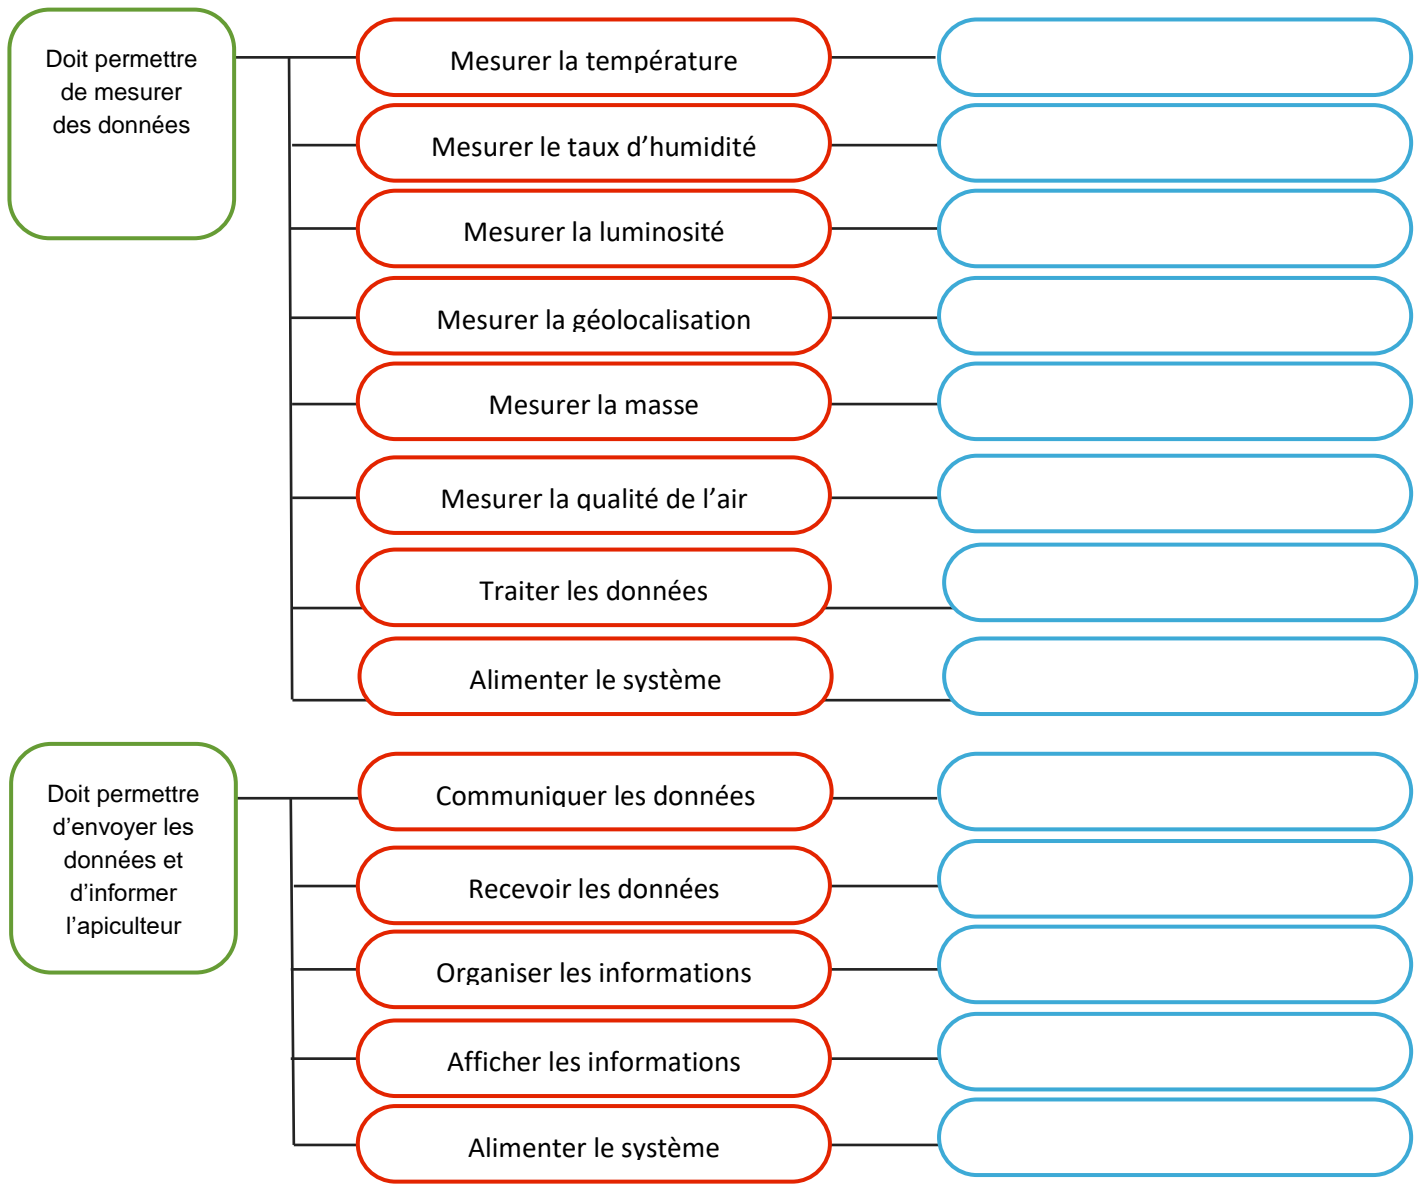 Doit permettre
de mesurer
des données
Mesurer la température
Mesurer le taux d’humidité
Mesurer la luminosité
Mesurer la géolocalisation
Mesurer la masse
Mesurer la qualité de l’air
Traiter les données
Alimenter le système
Doit permettre
d’envoyer les
données et
d’informer
l’apiculteur
Communiquer les données
Recevoir les données
Organiser les informations
Afficher les informations
Alimenter le système